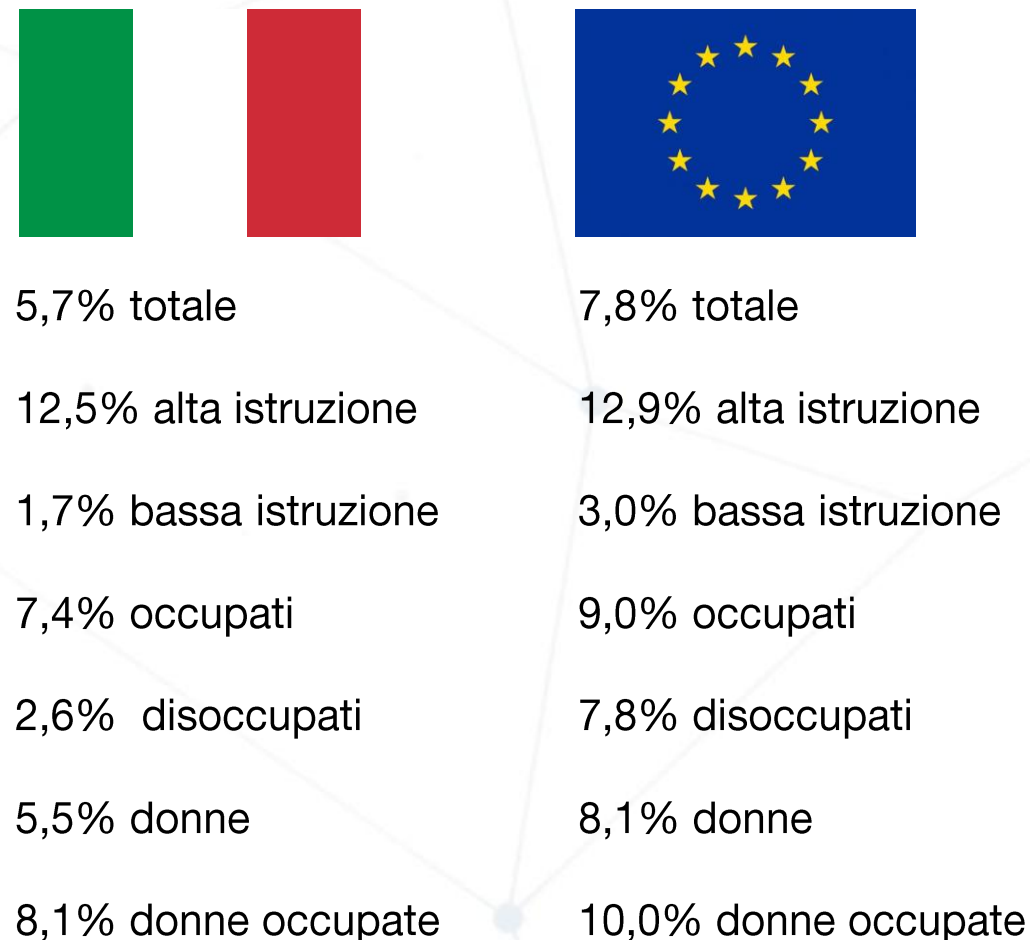 5,7% totale
12,5% alta istruzione
1,7% bassa istruzione
7,4% occupati
2,6% disoccupati
5,5% donne
8,1% donne occupate
7,8% totale
12,9% alta istruzione
3,0% bassa istruzione
9,0% occupati
7,8% disoccupati
8,1% donne
10,0% donne occupate